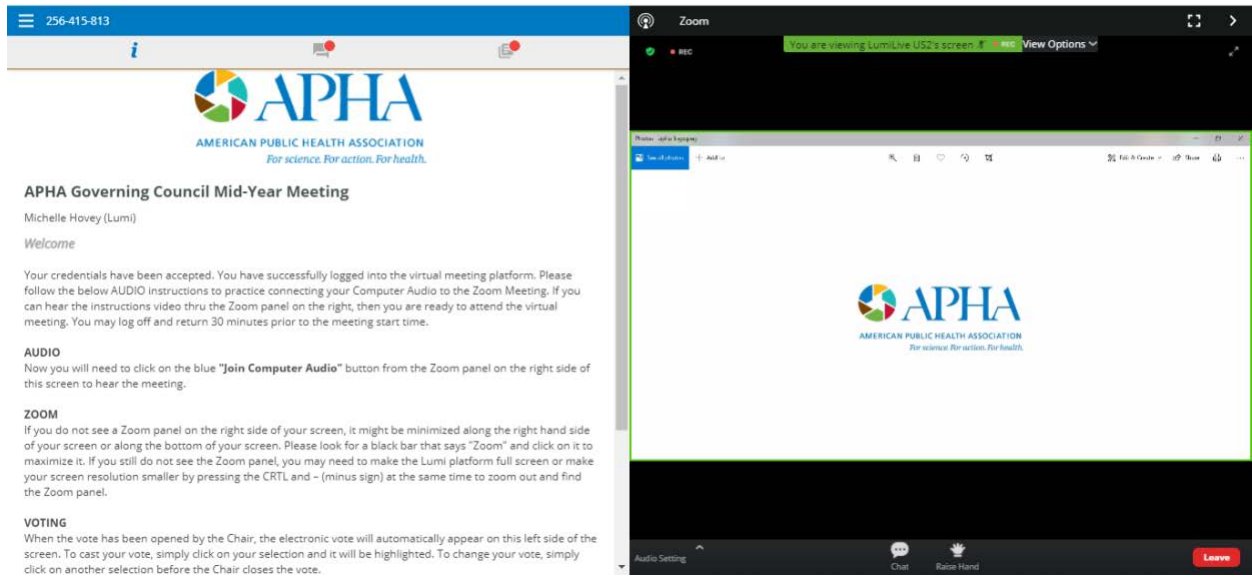 256-415-813
i
APHA
AMERICAN PUBLIC HEALTH ASSOCIATION
For science. For action. For health.
APHA Governing Council Mid-Year Meeting
Michelle Hovey (Lumi)
Welcome
Your credentials have been accepted. You have successfully logged into the virtual meeting platform. Please
follow the below AUDIO instructions to practice connecting your Computer Audio to the Zoom Meeting. If you
can hear the instructions video thru the Zoom panel on the right, then you are ready to attend the virtual
meeting. You may log off and return 30 minutes prior to the meeting start time.
AUDIO
Now you will need to click on the blue "Join Computer Audio" button from the Zoom panel on the right side of
this screen to hear the meeting.
ZOOM
If you do not see a Zoom panel on the right side of your screen, it might be minimized along the right hand side
of your screen or along the bottom of your screen. Please look for a black bar that says "Zoom" and click on it to
maximize it. If you still do not see the Zoom panel, you may need to make the Lumi platform full screen or make
your screen resolution smaller by pressing the CRTL and – (minus sign) at the same time to zoom out and find
the Zoom panel.
VOTING
When the vote has been opened by the Chair, the electronic vote will automatically appear on this left side of the
screen. To cast your vote, simply click on your selection and it will be highlighted. To change your vote, simply
click on another selection before the Chair closes the vote.
Zoom
REC
You are viewing LumiLive US2's screen
REC
View Options
See all photos
Add to
Edit & Create
Share
APHA
AMERICAN PUBLIC HEALTH ASSOCIATION
For science. For action. For health.
Audio Setting
Chat
Raise Hand
Leave